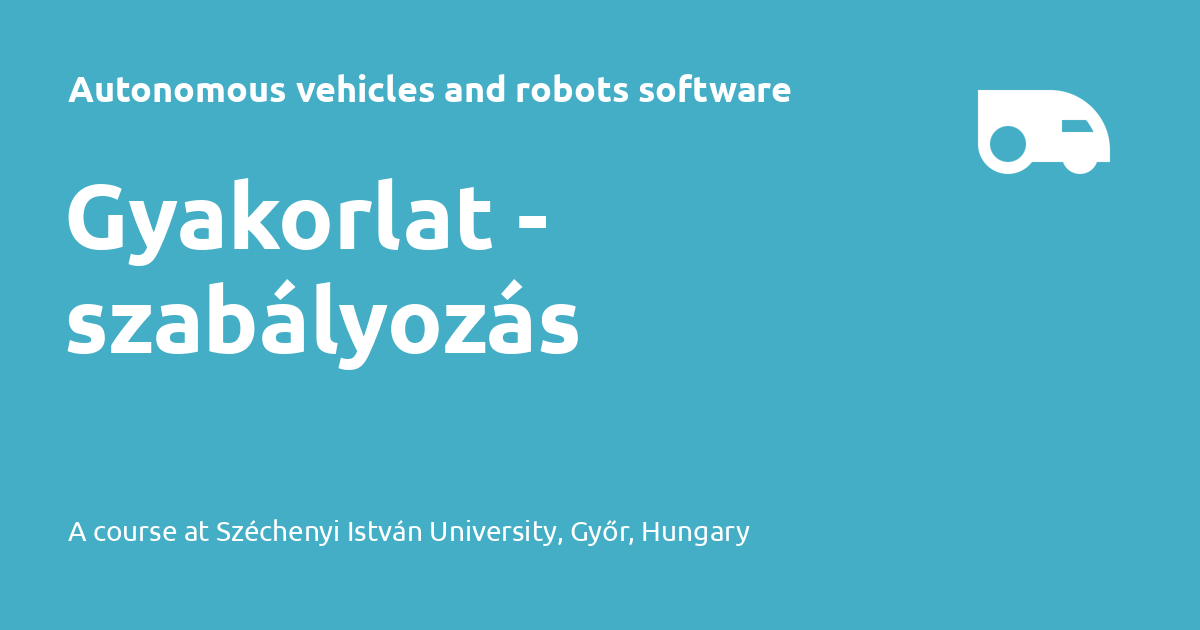 Autonomous vehicles and robots software
Gyakorlat -
szabályozás
A course at Széchenyi István University, Győr, Hungary